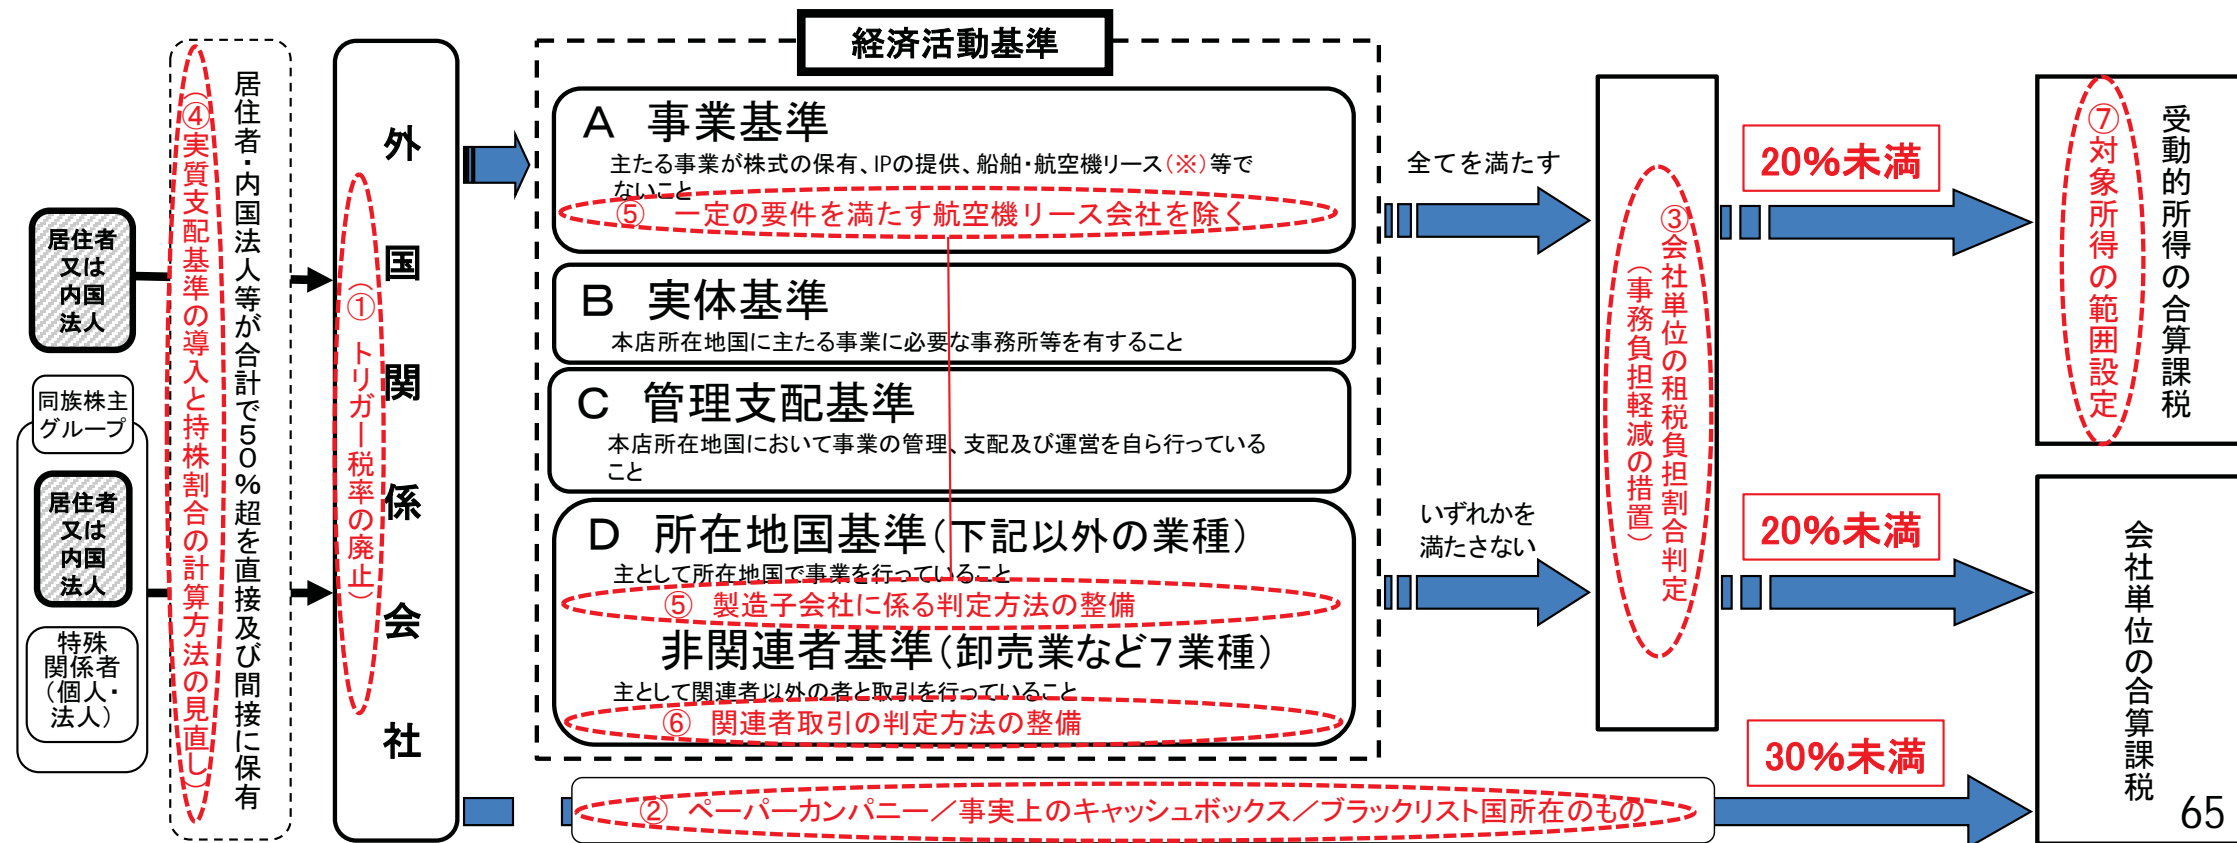 経済活動基準
居住者
又は
内国
法人
同族株主
グループ
居住者
又は
内国
法人
特殊
関係者
(個人・
法人)
(④実質支配基準の導入と持株割合の計算方法の見直し)
居住者・内国法人等が合計で50%超を直接及び間接に保有
外国関係会社
(①トリガー税率の廃止)
A 事業基準
主たる事業が株式の保有、IPの提供、船舶・航空機リース(※)等で
ないこと
⑤ 一定の要件を満たす航空機リース会社を除く
B 実体基準
本店所在地国に主たる事業に必要な事務所等を有すること
C 管理支配基準
本店所在地国において事業の管理、支配及び運営を自ら行っている
こと
D 所在地国基準(下記以外の業種)
主として所在地国で事業を行っていること
⑤ 製造子会社に係る判定方法の整備
非関連者基準(卸売業など7業種)
主として関連者以外の者と取引を行っていること
⑥ 関連者取引の判定方法の整備
② ペーパーカンパニー/事実上のキャッシュボックス/ブラックリスト国所在のもの
全てを満たす
いずれかを
満たさない
③会社単位の租税負担割合判定
(事務負担軽減の措置)
20%未満
20%未満
30%未満
受動的所得の合算課税
⑦対象所得の範囲設定
会社単位の合算課税
65